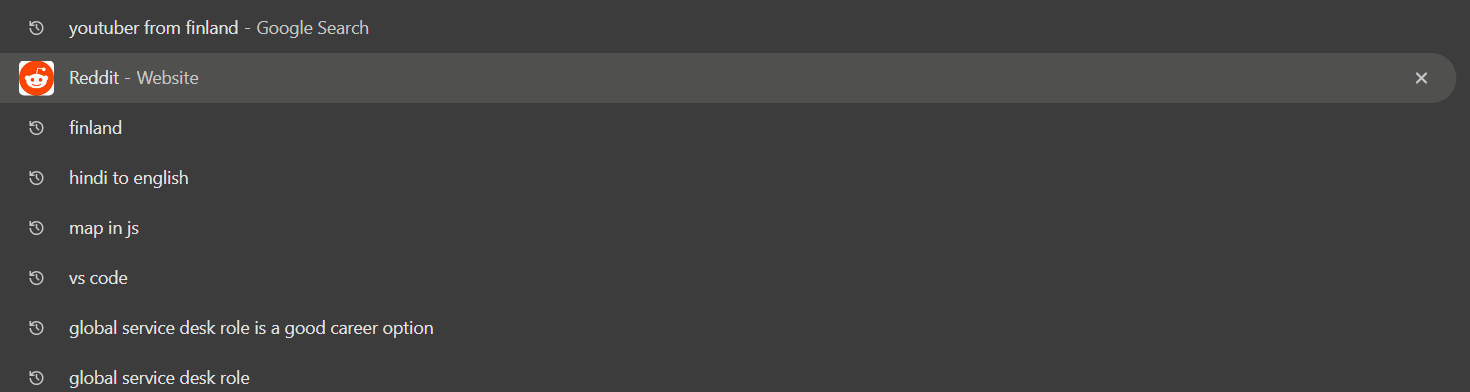 youtuber from finland - Google Search
Reddit - Website
finland
hindi to english
map in js
vs code
global service desk role is a good career option
global service desk role